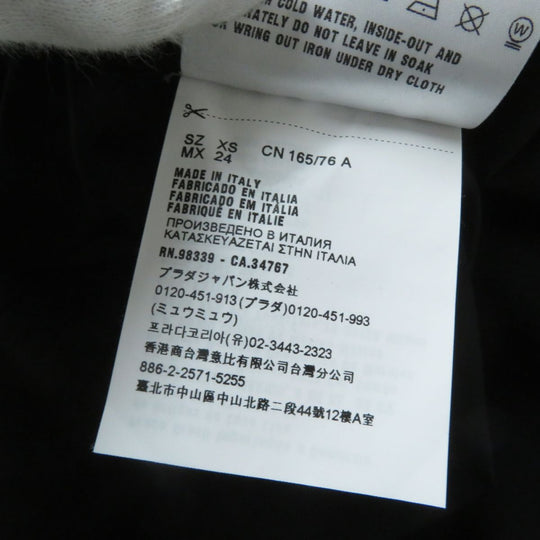 COLD WATER, INSIDE-OUT AND
DO NOT LEAVE IN SOAK
OR WRING OUT IRON UNDER DRY CLOTH
W
SZ XS CN 165/76 A
MX 24
MADE IN ITALY
FABRICADO EN ITALIA
FABRICADO EM ITÁLIA
FABRIQUÉ EN ITALIE
ПРОИЗВЕДЕНО В ИТАЛИЯ
ΚΑΤΑΣΚΕΥΑΖΕΤΑΙ ΣΤΗΝ ΙΤΑΛΙΑ
RN.98339 - CA.34767
プラダジャパン株式会社
0120-451-913(プラダ)0120-451-993
(ミュウミュウ)
프라다코리아(유)02-3443-2323
香港商台灣意比有限公司台灣分公司
886-2-2571-5255
臺北市中山區中山北路二段44號12樓A室